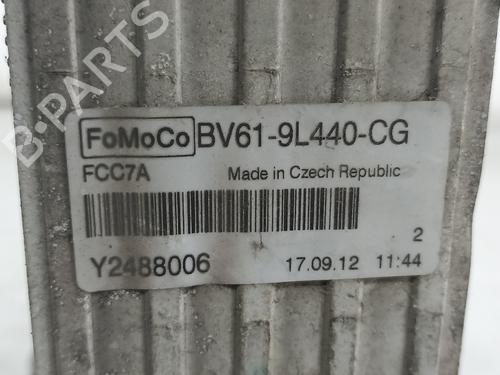 B-PARTS
FoMoCo BV61-9L440-CG
FCC7A Made in Czech Republic
2
Y2488006 17.09.12 11:44